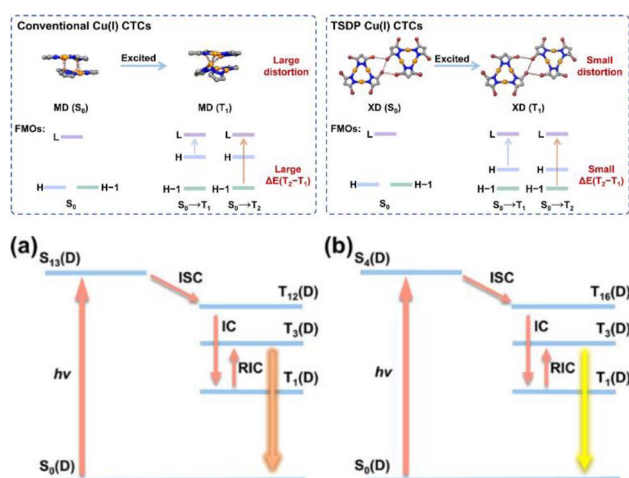 Conventional Cu(I) CTCs
Excited
Large
distortion
MD (S₀)
MD (T₁)
FMOs:
L
L
L
H
H
Large
ΔE(T₂−T₁)
H
H−1
H−1
H−1
S₀
S₀→T₁
S₀→T₂
TSDP Cu(I) CTCs
Excited
Small
distortion
XD (S₀)
XD (T₁)
FMOs:
L
L
L
H
H
Small
ΔE(T₂−T₁)
H
H−1
H−1
H−1
S₀
S₀→T₁
S₀→T₂
(a)
S₁₃(D)
ISC
T₁₂(D)
IC
T₃(D)
hν
RIC
T₁(D)
S₀(D)
(b)
S₄(D)
ISC
T₁₆(D)
IC
T₃(D)
hν
RIC
T₁(D)
S₀(D)